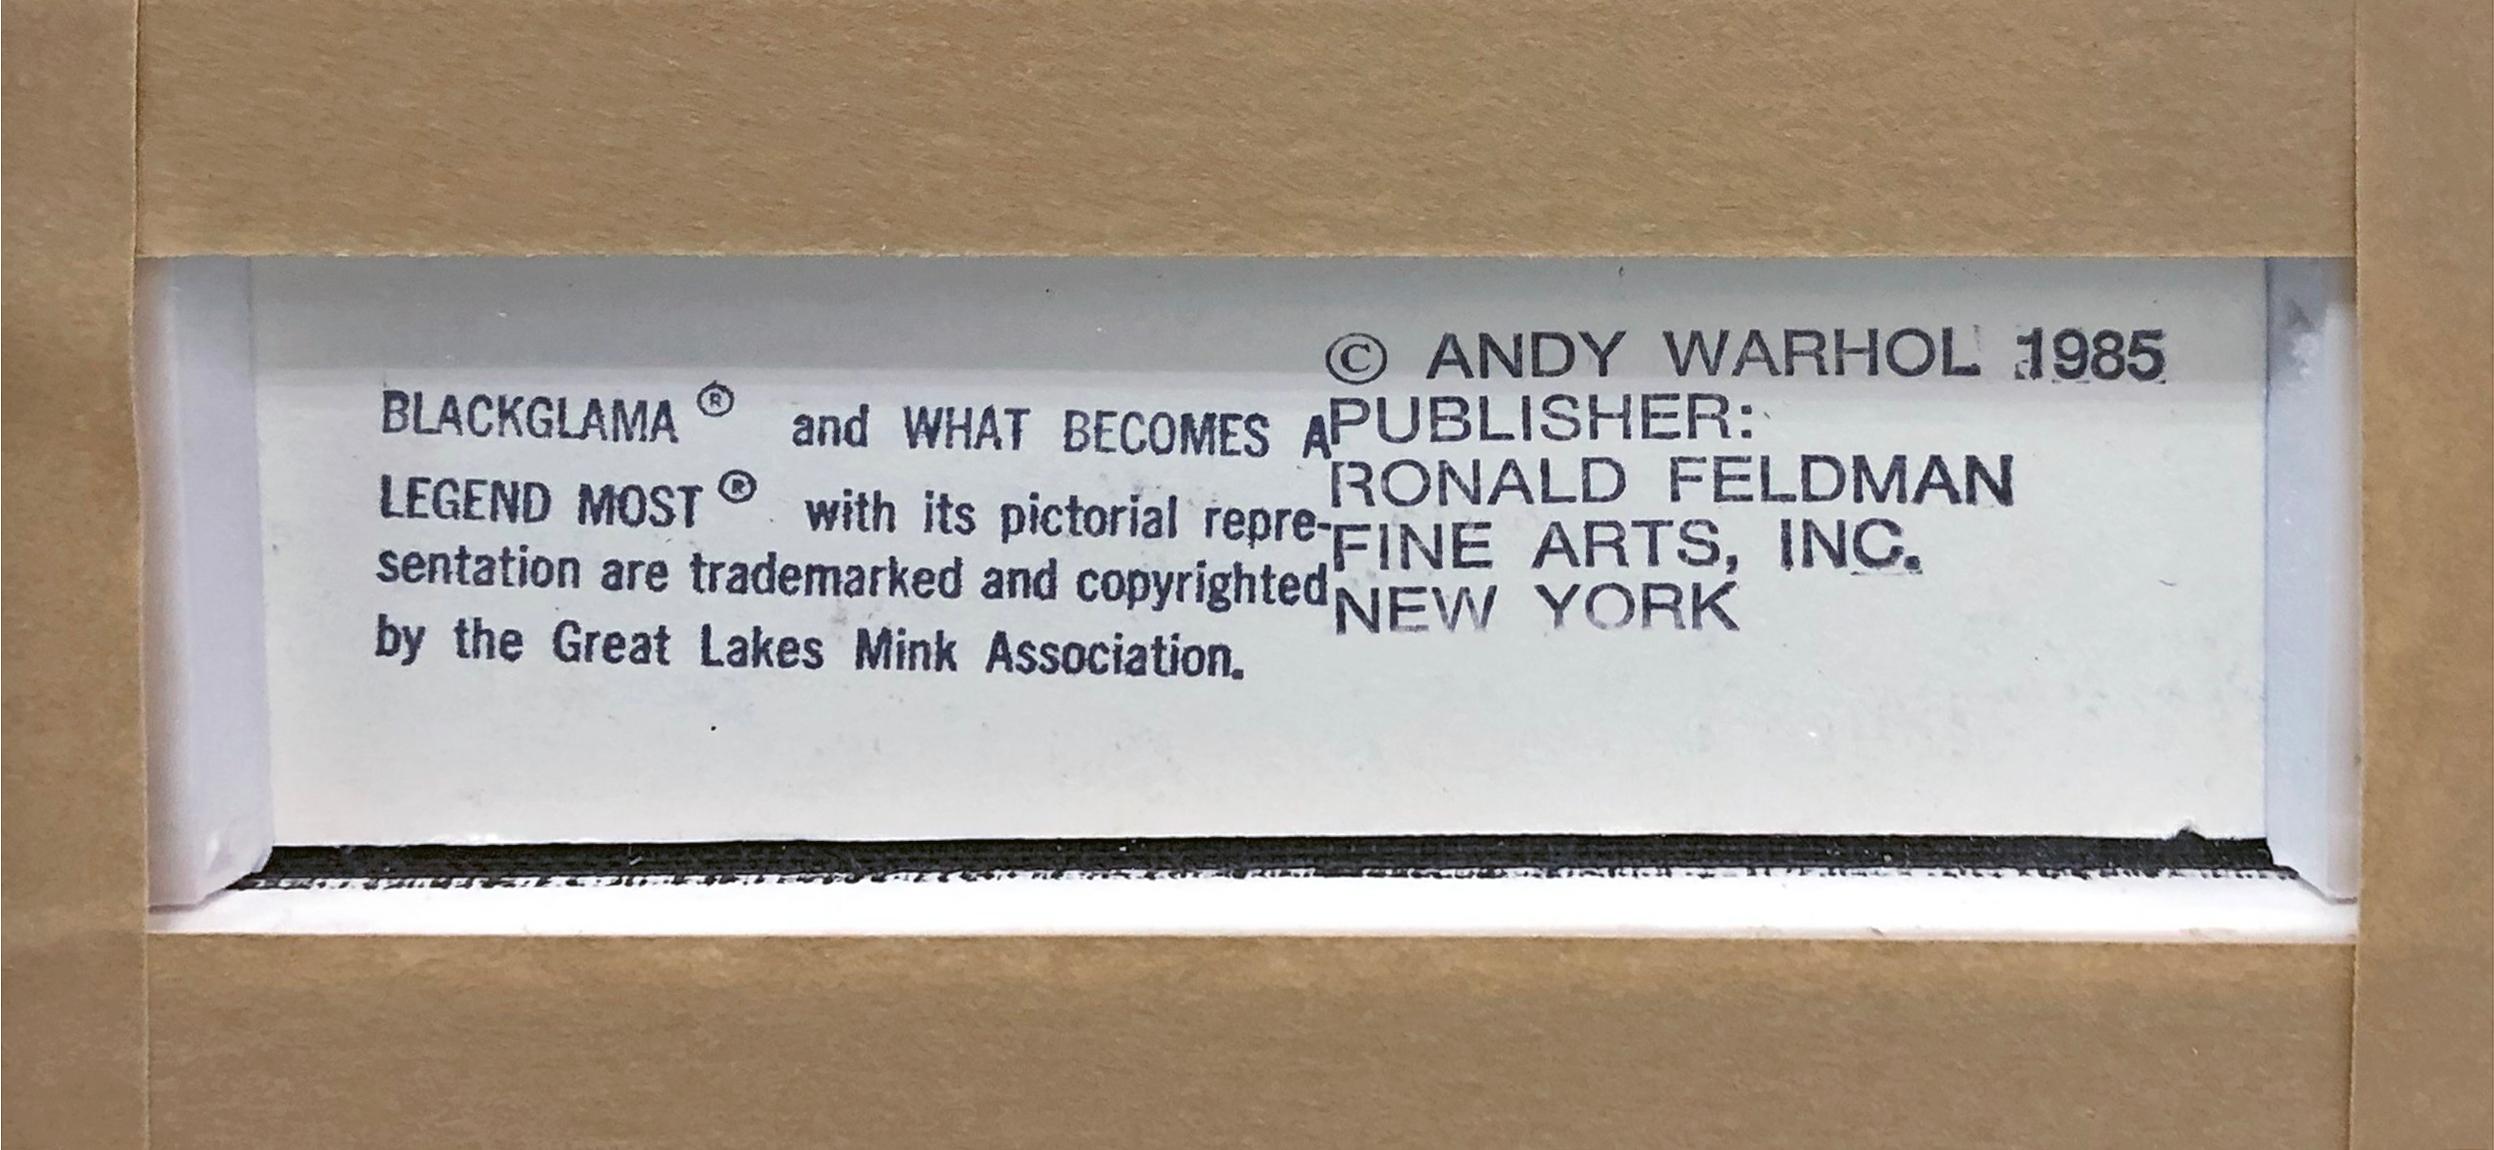 BLACKGLAMA ® and WHAT BECOMES A
LEGEND MOST ® with its pictorial repre-
sentation are trademarked and copyrighted
by the Great Lakes Mink Association.
© ANDY WARHOL 1985
PUBLISHER:
RONALD FELDMAN
FINE ARTS, INC.
NEW YORK